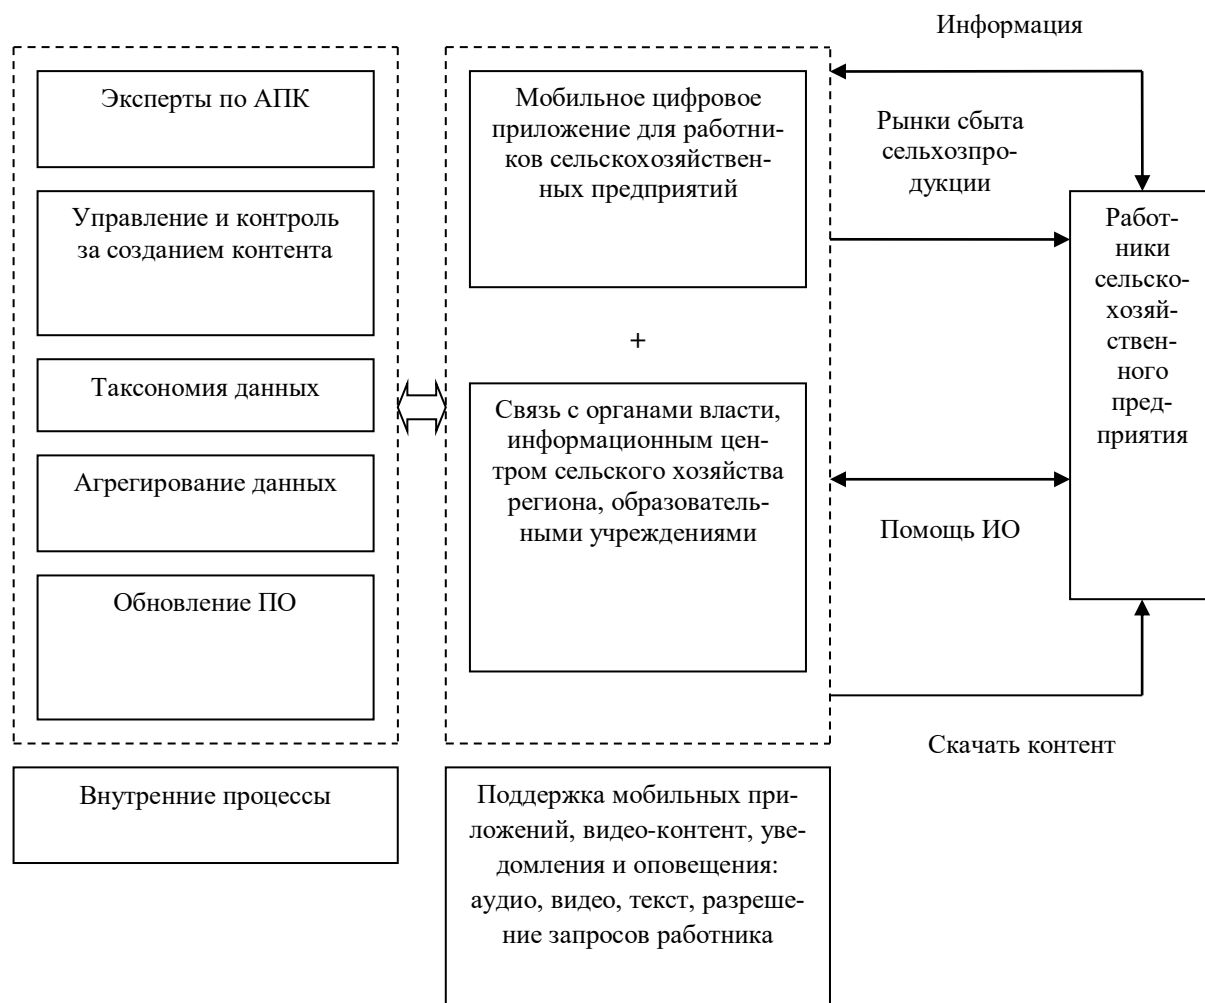 Эксперты по АПК
Управление и контроль
за созданием контента
Таксономия данных
Агрегирование данных
Обновление ПО
Внутренние процессы
Мобильное цифровое
приложение для работни-
ков сельскохозяйствен-
ных предприятий
+
Связь с органами власти,
информационным цен-
тром сельского хозяйства
региона, образователь-
ными учреждениями
Поддержка мобильных при-
ложений, видео-контент, уве-
домления и оповещения:
аудио, видео, текст, разреше-
ние запросов работника
Информация
Рынки сбыта
сельхозпро-
дукции
Помощь ИО
Скачать контент
Работ-
ники
сельско-
хозяй-
ствен-
ного
пред-
приятия